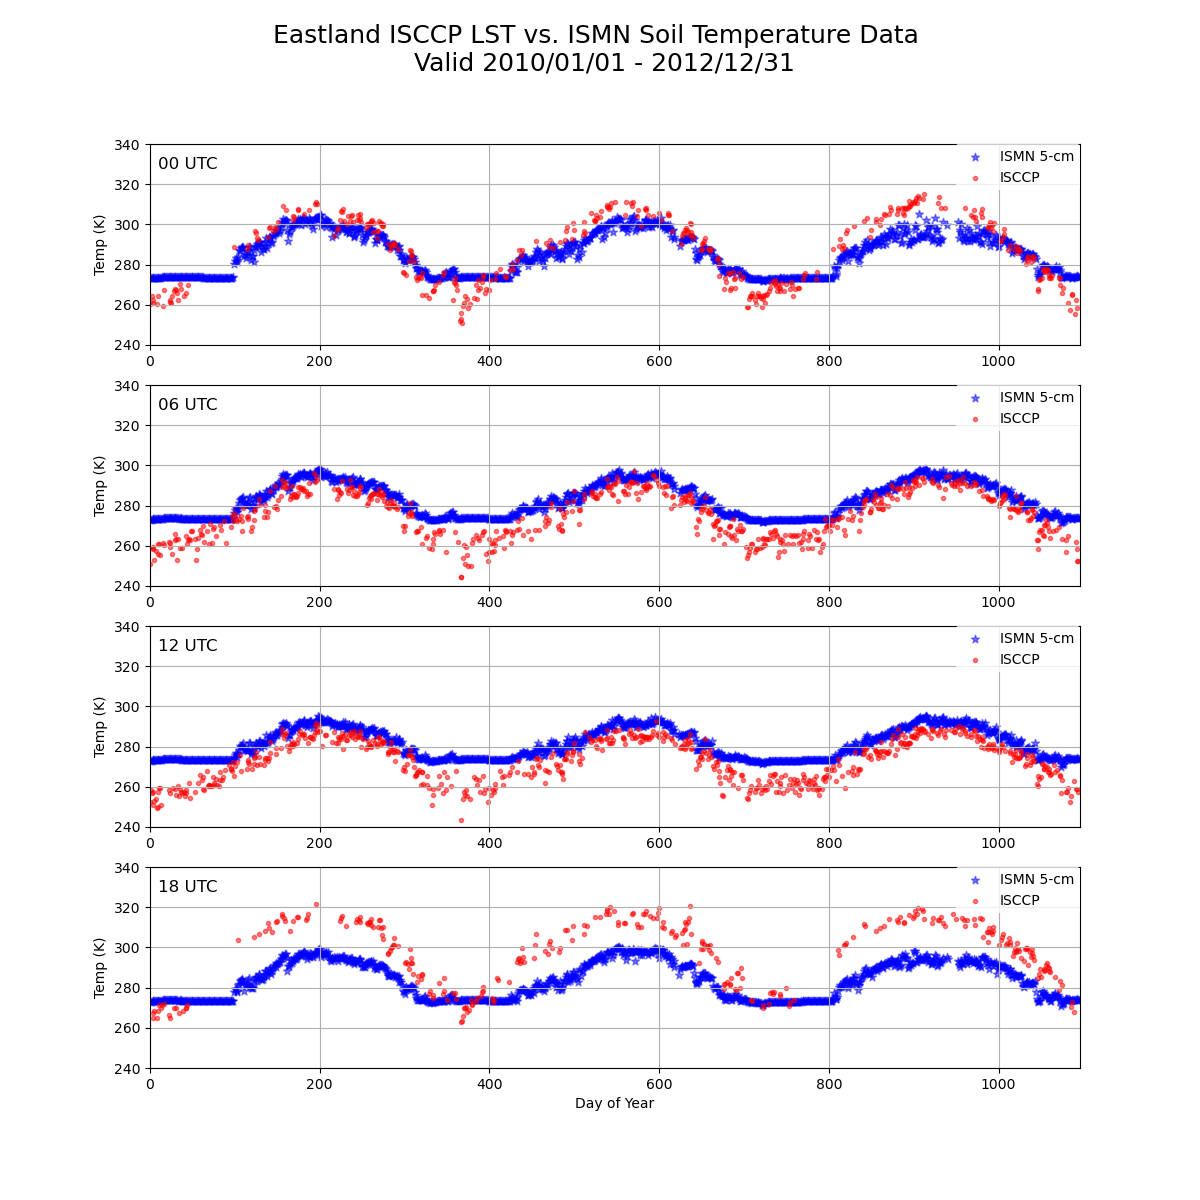 Eastland ISCCP LST vs. ISMN Soil Temperature Data
Valid 2010/01/01 - 2012/12/31
340
320
300
280
260
240
Temp (K)
00 UTC
ISMN 5-cm
ISCCP
0 200 400 600 800 1000
340
320
300
280
260
240
Temp (K)
06 UTC
ISMN 5-cm
ISCCP
0 200 400 600 800 1000
340
320
300
280
260
240
Temp (K)
12 UTC
ISMN 5-cm
ISCCP
0 200 400 600 800 1000
340
320
300
280
260
240
Temp (K)
18 UTC
ISMN 5-cm
ISCCP
0 200 400 600 800 1000
Day of Year